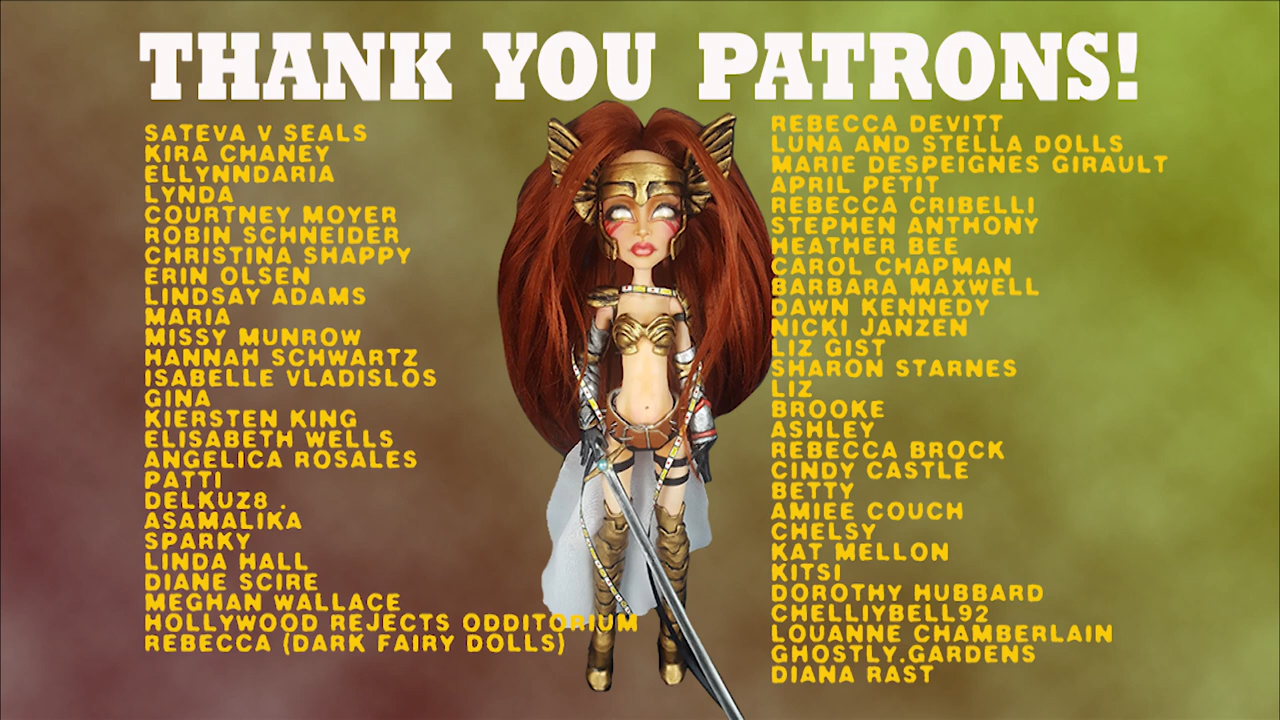 THANK YOU PATRONS!
SATEVA V SEALS
KIRA CHANEY
ELLYNNDARIA
LYNDA
COURTNEY MOYER
ROBIN SCHNEIDER
CHRISTINA SHAPPY
ERIN OLSEN
LINDSAY ADAMS
MARIA
MISSY MUNROW
HANNAH SCHWARTZ
ISABELLE VLADISLÕS
GINA
KIERSTEN KING
ELISABETH WELLS
ANGELICA ROSALES
PATTI
DELKUZ8 .
ASAMALIKA
SPARKY
LINDA HALL
DIANE SCIRE
MEGHAN WALLACE
HOLLYWOOD REJECTS ODDITORIUM
REBECCA (DARK FAIRY DOLLS)
REBECCA DEVITT
LUNA AND STELLA DOLLS
MARIE DESPEIGNES GIRAULT
APRIL PETIT
REBECCA CRIBELLI
STEPHEN ANTHONY
HEATHER BEE
CAROL CHAPMAN
BARBARA MAXWELL
DAWN KENNEDY
NICKI JANZEN
LIZ GIST
SHARON STARNES
LIZ
BROOKE
ASHLEY
REBECCA BROCK
CINDY CASTLE
BETTY
AMIEE COUCH
CHELSY
KAT MELLON
KITSI
DOROTHY HUBBARD
CHELLIYBELL92
LOUANNE CHAMBERLAIN
GHOSTLY.GARDENS
DIANA RAST